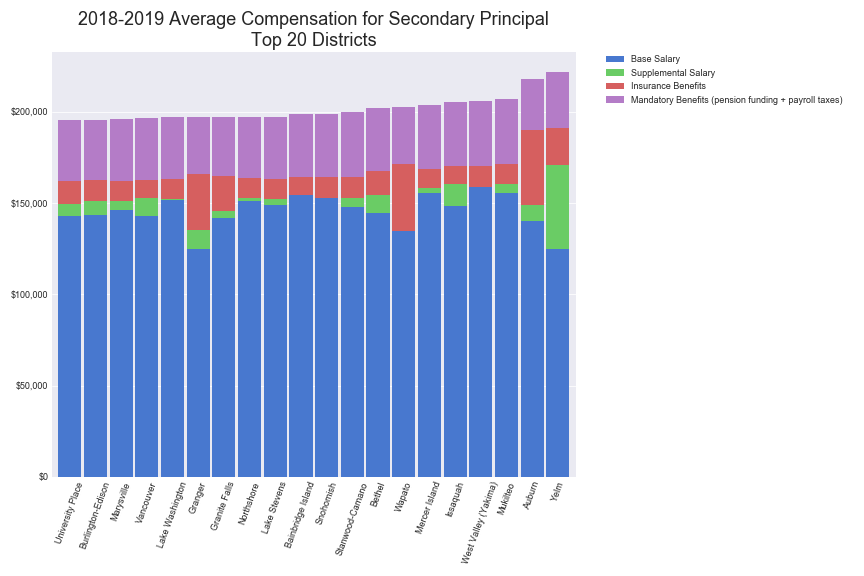 2018-2019 Average Compensation for Secondary Principal
Top 20 Districts
Base Salary
Supplemental Salary
Insurance Benefits
Mandatory Benefits (pension funding + payroll taxes)
$200,000
$150,000
$100,000
$50,000
$0
University Place
Burlington-Edison
Marysville
Vancouver
Lake Washington
Granger
Granite Falls
Northshore
Lake Stevens
Bainbridge Island
Snohomish
Stanwood-Camano
Bethel
Wapato
Mercer Island
Issaquah
West Valley (Yakima)
Mukilteo
Auburn
Yelm